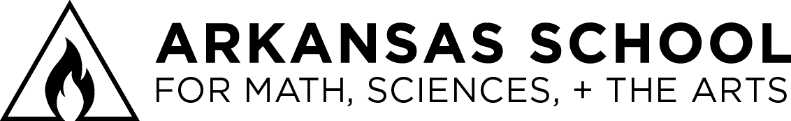 ARKANSAS SCHOOL
FOR MATH, SCIENCES, + THE ARTS